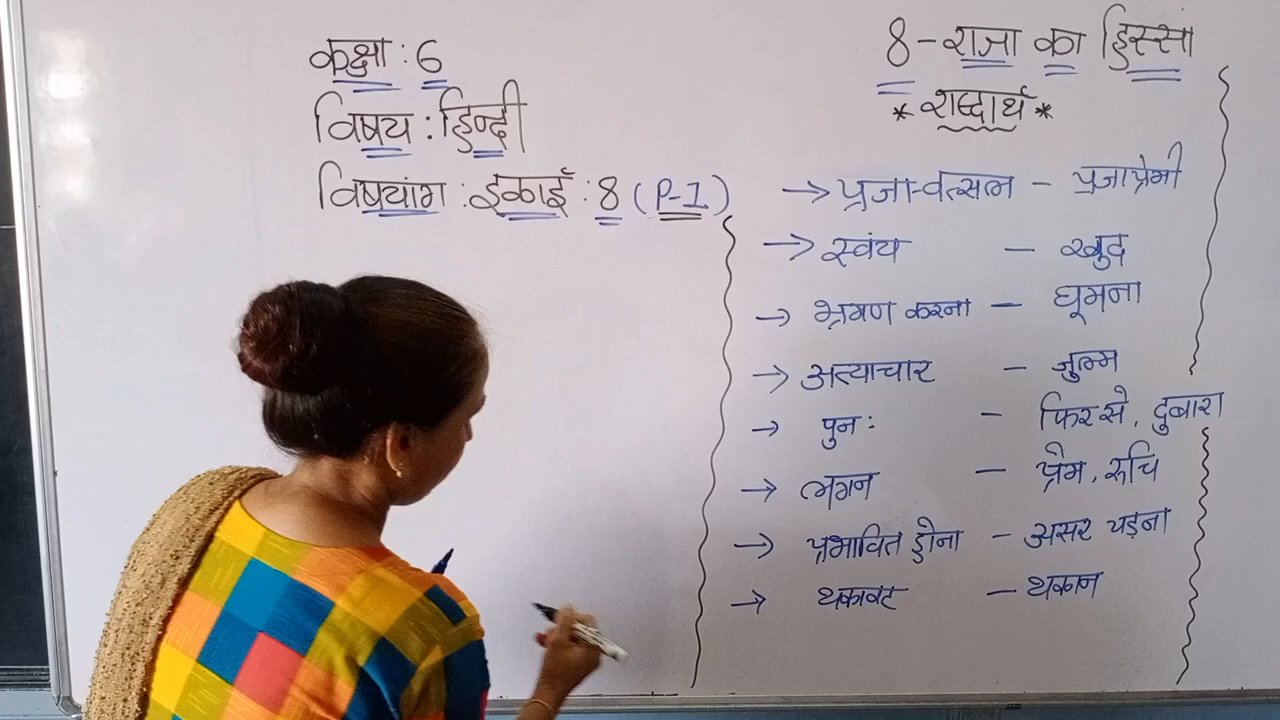 कक्षा : 6
विषय : हिन्दी
विषयांग : इकाई : 8 (P-1)
8 - राजा का हिस्सा
* शब्दार्थ *
→ प्रजा-वत्सल - प्रजाप्रेमी
→ स्वंय - खुद
→ भ्रमण करना - घूमना
→ अत्याचार - जुल्म
→ पुनः - फिर से, दुबारा
→ लगन - प्रेम, रुचि
→ प्रभावित होना - असर पड़ना
→ थकावट - थकान